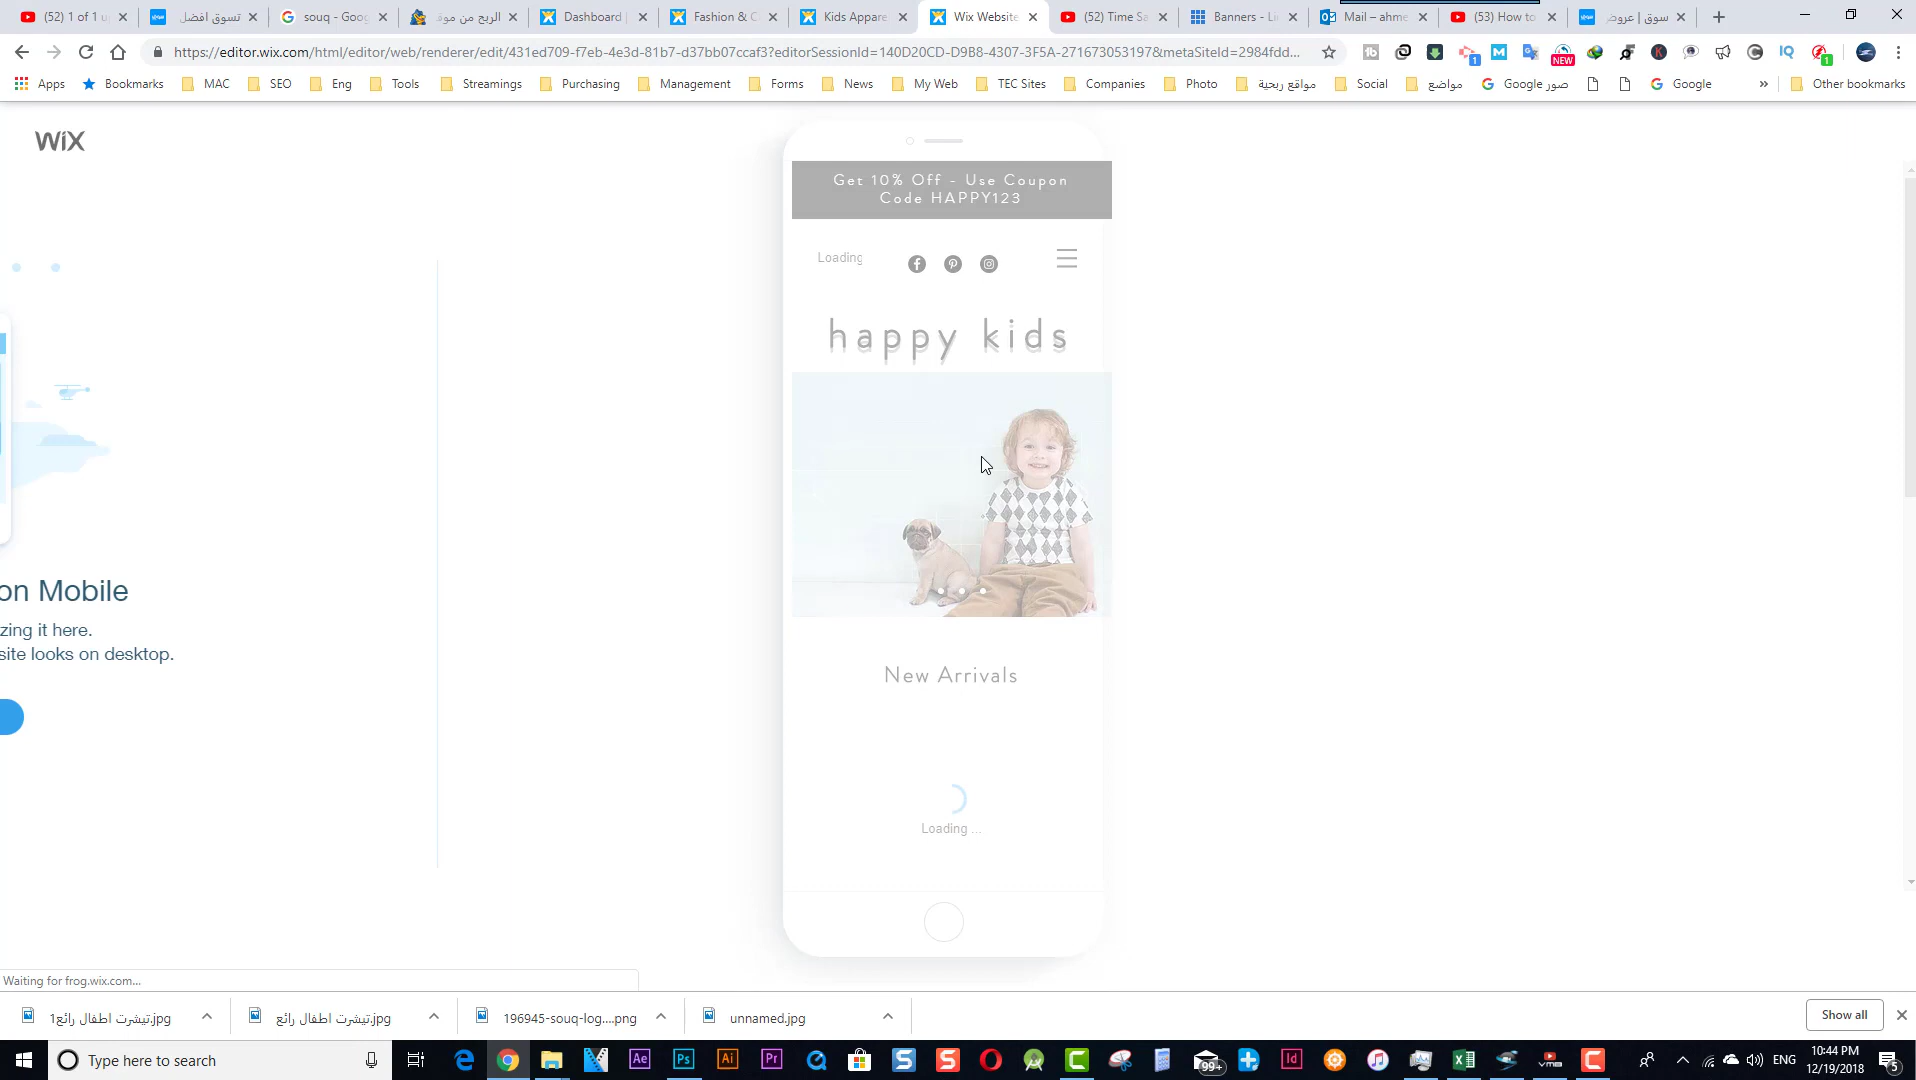 (52) 1 of 1 u
تسوق افضل
souq - Goog
الربح من موق
Dashboard
Fashion & C
Kids Appare
Wix Website
(52) Time Sa
Banners - Li
Mail – ahme
(53) How to
سوق | عروض
https://editor.wix.com/html/editor/web/renderer/edit/431ed709-f7eb-4e3d-81b7-d37bb07ccaf3?editorSessionId=140D20CD-D9B8-4307-3F5A-271673053197&metaSiteId=2984fdd...
Apps
Bookmarks
MAC
SEO
Eng
Tools
Streamings
Purchasing
Management
Forms
News
My Web
TEC Sites
Companies
Photo
مواقع ربحية
Social
مواضع
صور Google
Google
Other bookmarks
WiX
Get 10% Off - Use Coupon
Code HAPPY123
Loading
happy kids
on Mobile
zing it here.
site looks on desktop.
New Arrivals
Loading ...
Waiting for frog.wix.com...
تيشرت اطفال رائع1.jpg
تيشرت اطفال رائع.jpg
196945-souq-log....png
unnamed.jpg
Show all
Type here to search
99+
ENG
10:44 PM
12/19/2018
5